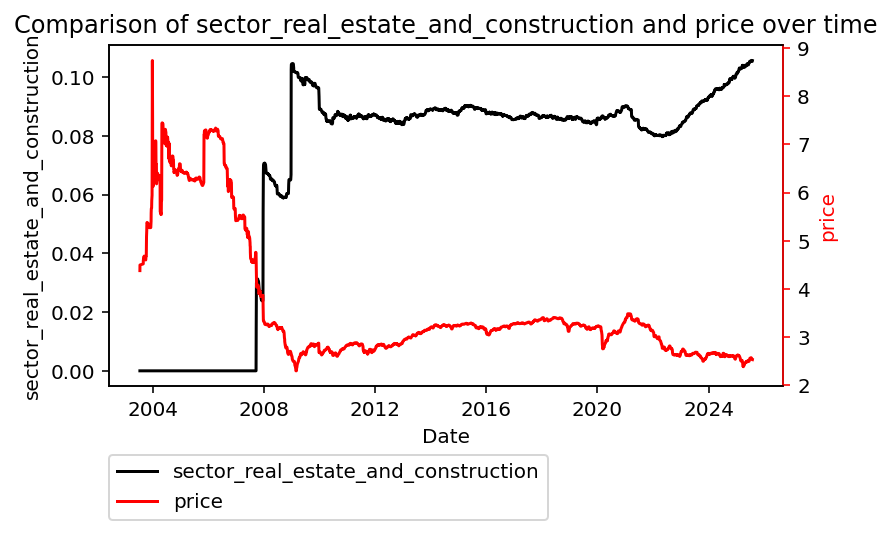 Comparison of sector_real_estate_and_construction and price over time
sector_real_estate_and_construction
0.10
0.08
0.06
0.04
0.02
0.00
9
8
7
6
5
4
3
2
price
2004 2008 2012 2016 2020 2024
Date
sector_real_estate_and_construction
price